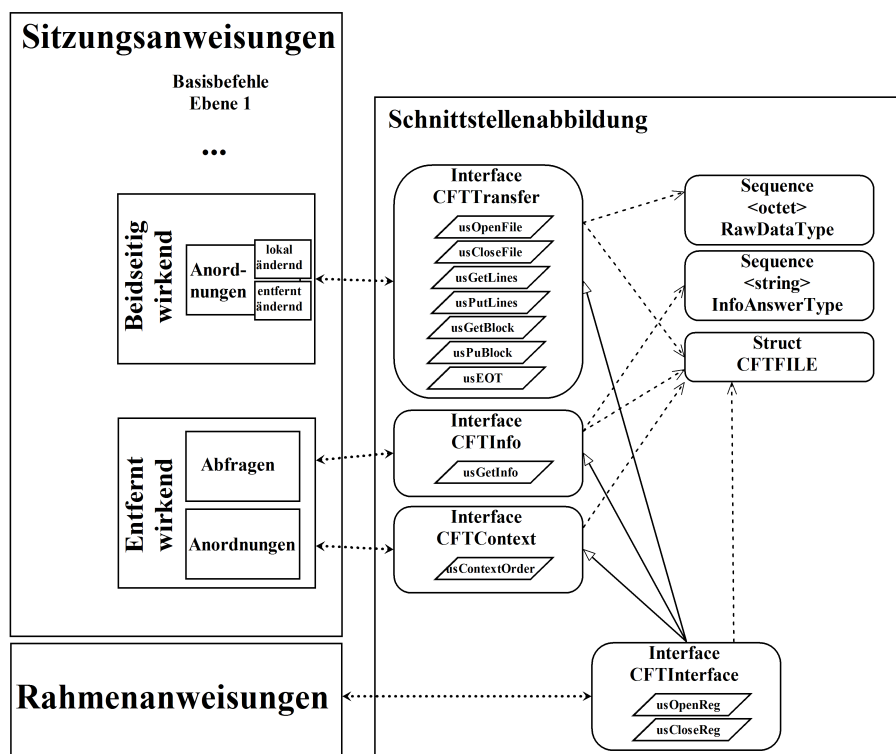 Sitzungsanweisungen
Basisbefehle
Ebene 1
...
Beidseitig
wirkend
Anord-
nungen
lokal
ändernd
entfernt
ändernd
Entfernt
wirkend
Abfragen
Anordnungen
Rahmenanweisungen
Schnittstellenabbildung
Interface
CFTTransfer
usOpenFile
usCloseFile
usGetLines
usPutLines
usGetBlock
usPuBlock
usEOT
Interface
CFTInfo
usGetInfo
Interface
CFTContext
usContextOrder
Sequence
<octet>
RawDataType
Sequence
<string>
InfoAnswerType
Struct
CFTFILE
Interface
CFTInterface
usOpenReg
usCloseReg